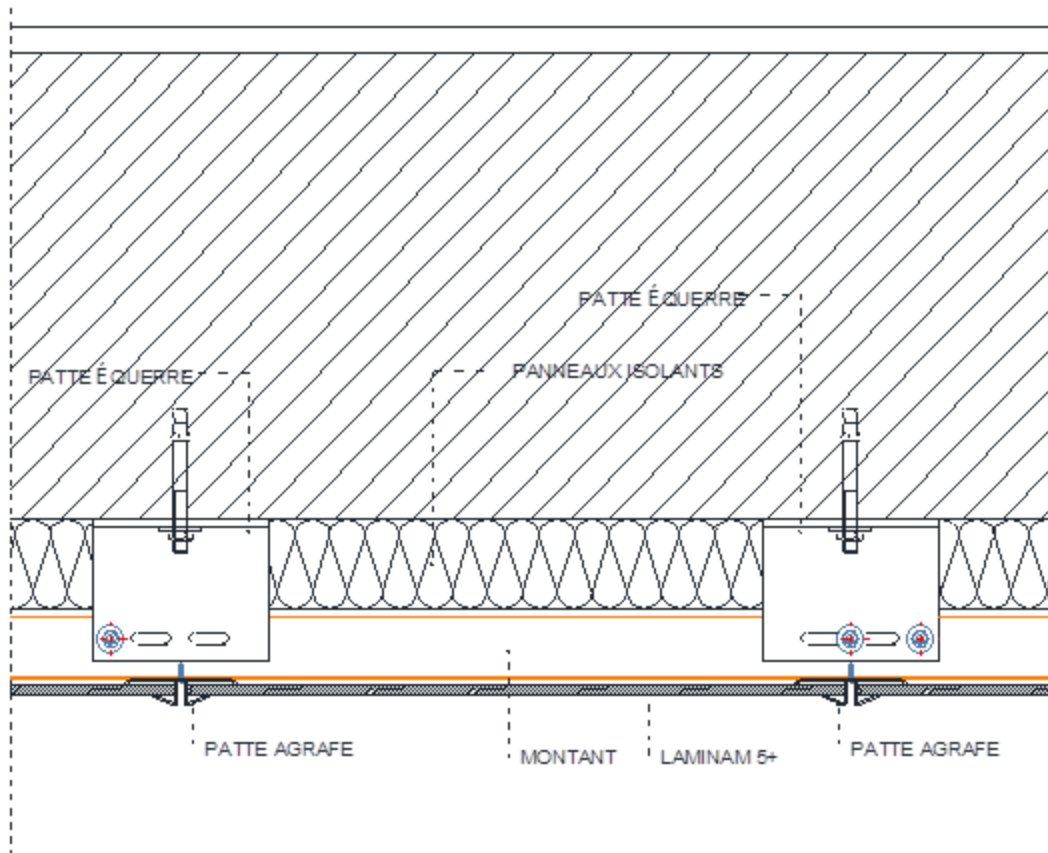 PATTE ÉQUERRE
PATTE ÉQUERRE
PANNEAUX ISOLANTS
PATTE AGRAFE
MONTANT
LAMINAM 5+
PATTE AGRAFE